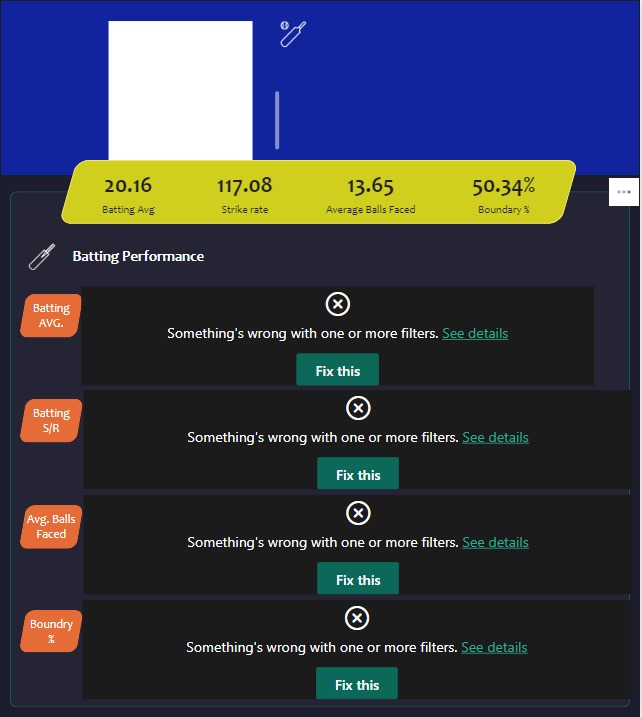 20.16 117.08 13.65 50.34%
Batting Avg Strike rate Average Balls Faced Boundary %
Batting Performance
Batting
AVG.
Something's wrong with one or more filters. See details
Fix this
Batting
S/R
Something's wrong with one or more filters. See details
Fix this
Avg. Balls
Faced
Something's wrong with one or more filters. See details
Fix this
Boundry
%
Something's wrong with one or more filters. See details
Fix this